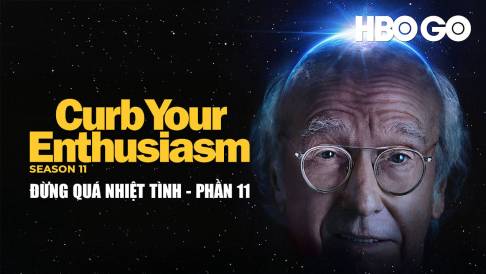 HBO GO
Curb Your
Enthusiasm
SEASON 11
ĐỪNG QUÁ NHIỆT TÌNH - PHẦN 11